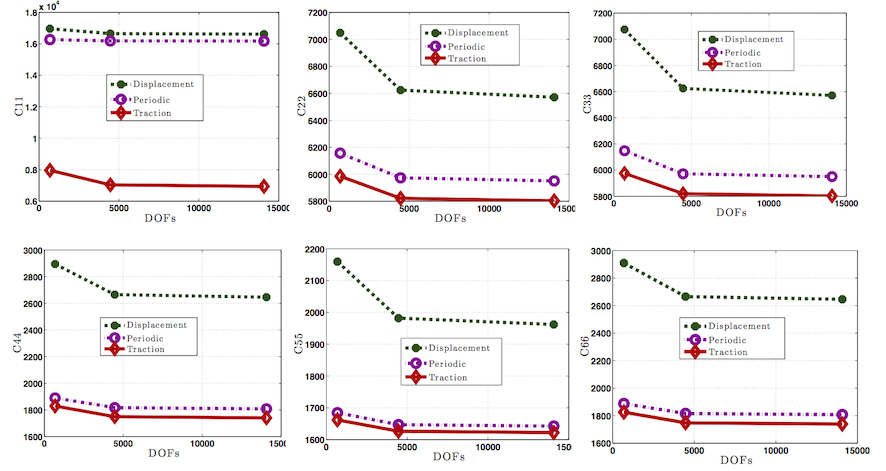 1.8 x 10⁴
1.6
1.4
1.2
1
0.8
0.6
0 5000 10000 15000
C11
DOFs
Displacement
Periodic
Traction
7200
7000
6800
6600
6400
6200
6000
5800
0 5000 10000 15000
C22
DOFs
Displacement
Periodic
Traction
7200
7000
6800
6600
6400
6200
6000
5800
0 5000 10000 15000
C33
DOFs
Displacement
Periodic
Traction
3000
2800
2600
2400
2200
2000
1800
1600
0 5000 10000 1500
C44
DOFs
Displacement
Periodic
Traction
2200
2100
2000
1900
1800
1700
1600
0 5000 10000 150
C55
DOFs
Displacement
Periodic
Traction
3000
2800
2600
2400
2200
2000
1800
1600
0 5000 10000 15000
C66
DOFs
Displacement
Periodic
Traction